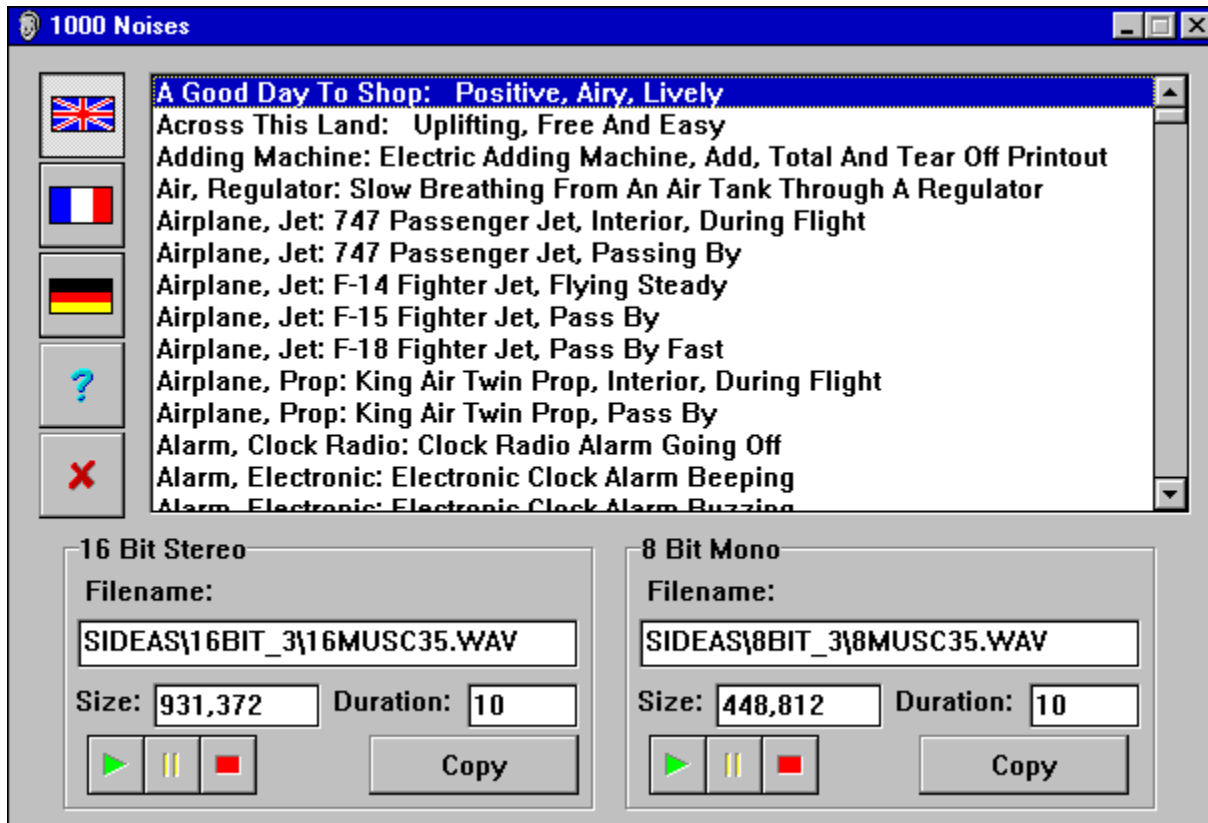 1000 Noises
A Good Day To Shop:   Positive, Airy, Lively
Across This Land:   Uplifting, Free And Easy
Adding Machine: Electric Adding Machine, Add, Total And Tear Off Printout
Air, Regulator: Slow Breathing From An Air Tank Through A Regulator
Airplane, Jet: 747 Passenger Jet, Interior, During Flight
Airplane, Jet: 747 Passenger Jet, Passing By
Airplane, Jet: F-14 Fighter Jet, Flying Steady
Airplane, Jet: F-15 Fighter Jet, Pass By
Airplane, Jet: F-18 Fighter Jet, Pass By Fast
Airplane, Prop: King Air Twin Prop, Interior, During Flight
Airplane, Prop: King Air Twin Prop, Pass By
Alarm, Clock Radio: Clock Radio Alarm Going Off
Alarm, Electronic: Electronic Clock Alarm Beeping
Alarm, Electronic: Electronic Clock Alarm Buzzing
?
16 Bit Stereo
Filename:
SIDEAS\16BIT_3\16MUSC35.WAV
Size: 931,372 Duration: 10
Copy
8 Bit Mono
Filename:
SIDEAS\8BIT_3\8MUSC35.WAV
Size: 448,812 Duration: 10
Copy